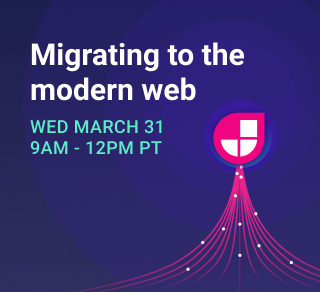 Migrating to the
modern web
WED MARCH 31
9AM - 12PM PT